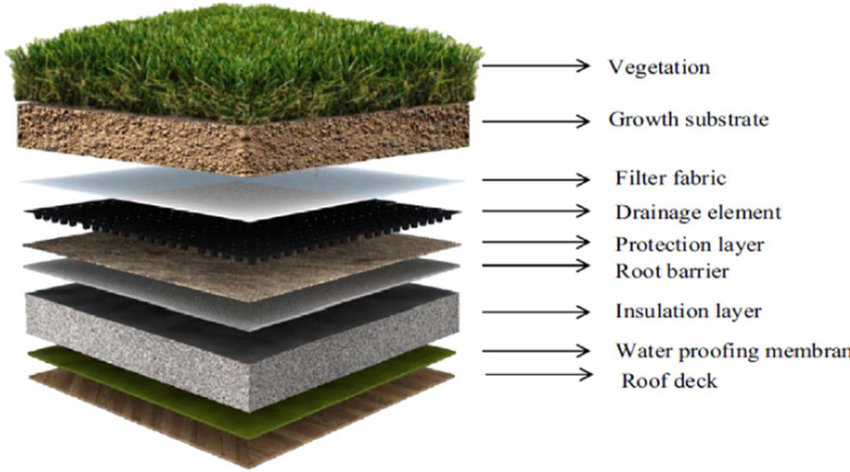 Vegetation
Growth substrate
Filter fabric
Drainage element
Protection layer
Root barrier
Insulation layer
Water proofing membran
Roof deck